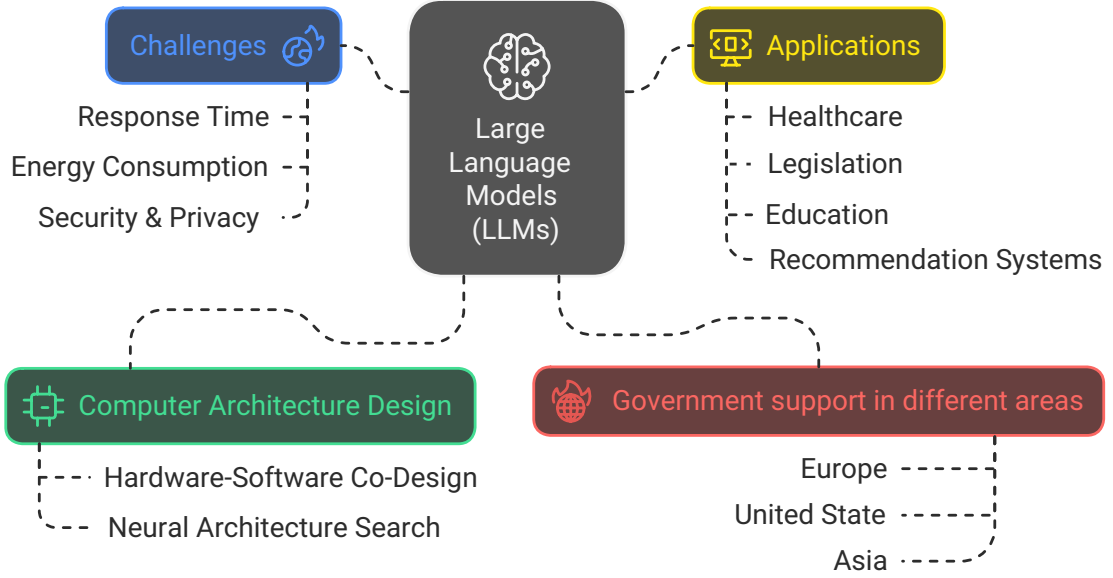 Challenges
Response Time
Energy Consumption
Security & Privacy
Large
Language
Models
(LLMs)
Applications
Healthcare
Legislation
Education
Recommendation Systems
Computer Architecture Design
Hardware-Software Co-Design
Neural Architecture Search
Government support in different areas
Europe
United State
Asia